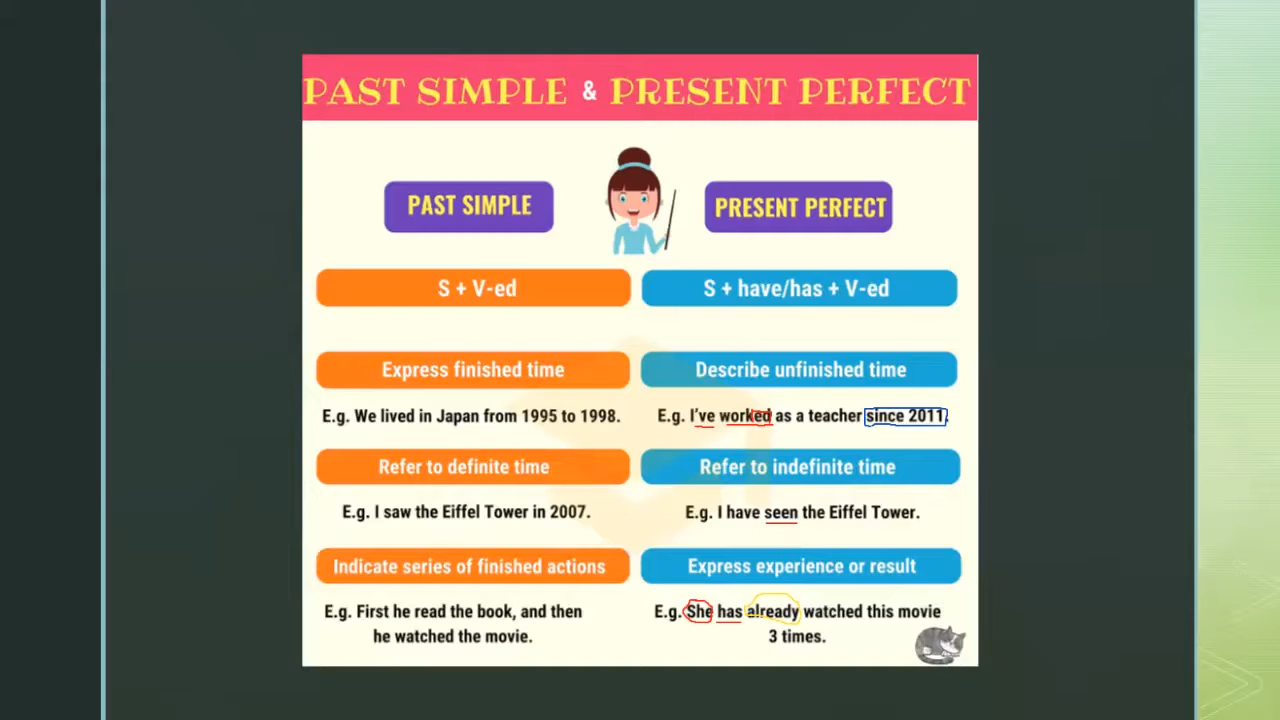 PAST SIMPLE & PRESENT PERFECT
PAST SIMPLE
PRESENT PERFECT
S + V-ed
S + have/has + V-ed
Express finished time
Describe unfinished time
E.g. We lived in Japan from 1995 to 1998.
E.g. I've worked as a teacher since 2011.
Refer to definite time
Refer to indefinite time
E.g. I saw the Eiffel Tower in 2007.
E.g. I have seen the Eiffel Tower.
Indicate series of finished actions
Express experience or result
E.g. First he read the book, and then
he watched the movie.
E.g. She has already watched this movie
3 times.